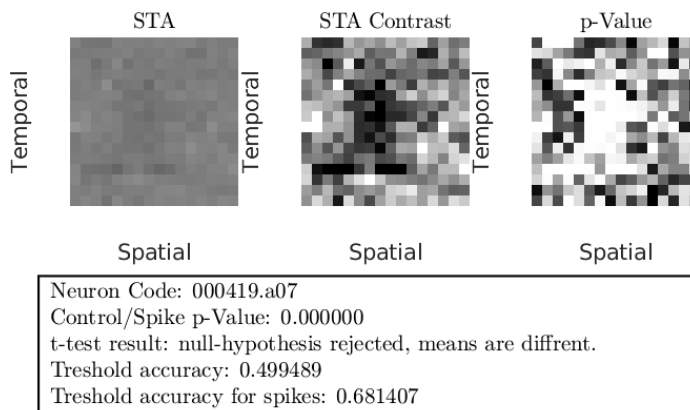 STA
STA Contrast
p-Value
Temporal
Temporal
Temporal
Spatial
Spatial
Spatial
Neuron Code: 000419.a07
Control/Spike p-Value: 0.000000
t-test result: null-hypothesis rejected, means are diffrent.
Treshold accuracy: 0.499489
Treshold accuracy for spikes: 0.681407